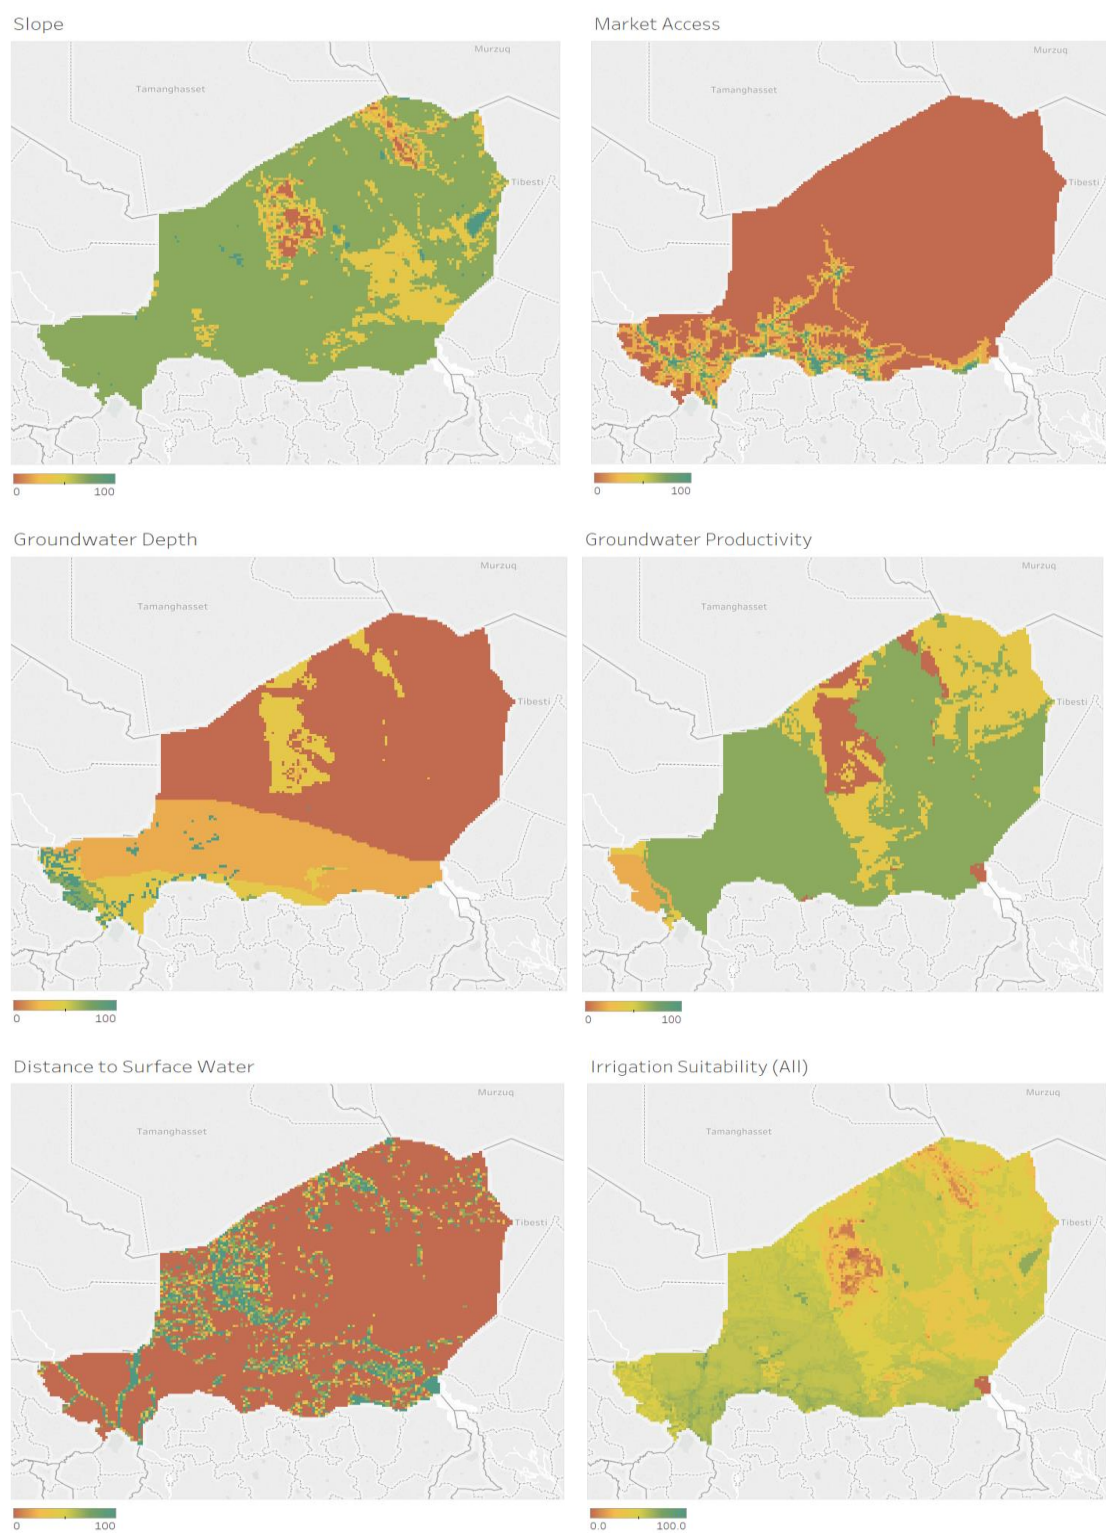 Slope
Market Access
Murzuq
Tamanghasset
Tibesti
0 100
Murzuq
Tamanghasset
Tibesti
0 100
Groundwater Depth
Groundwater Productivity
Murzuq
Tamanghasset
Tibesti
0 100
Murzuq
Tamanghasset
Tibesti
0 100
Distance to Surface Water
Irrigation Suitability (All)
Murzuq
Tamanghasset
Tibesti
0 100
Murzuq
Tamanghasset
Tibesti
0.0 100.0